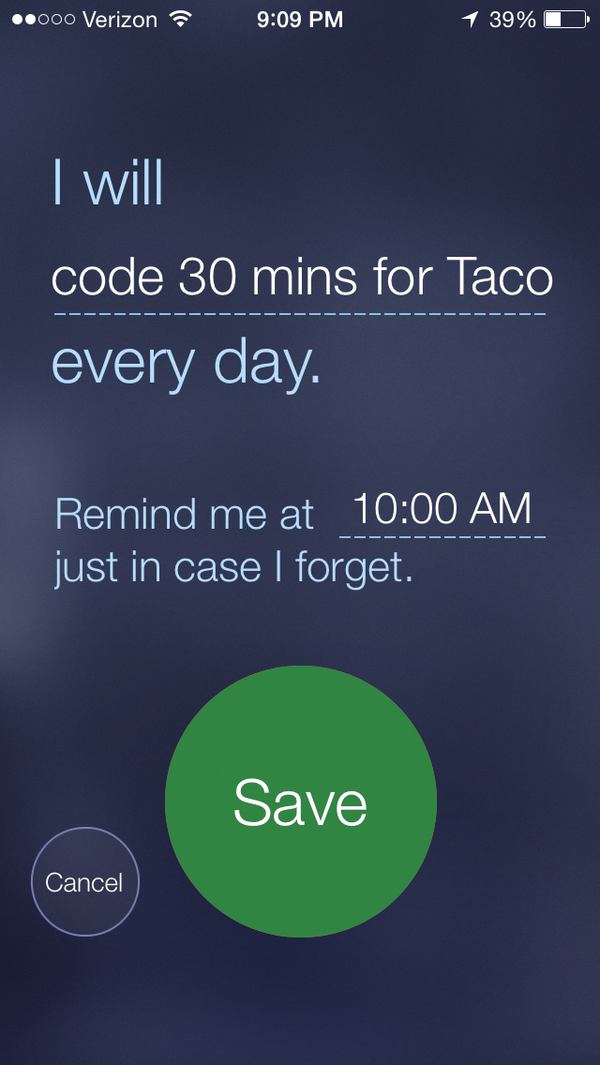 Verizon 9:09 PM 39%
I will
code 30 mins for Taco
every day.
Remind me at 10:00 AM
just in case I forget.
Save
Cancel